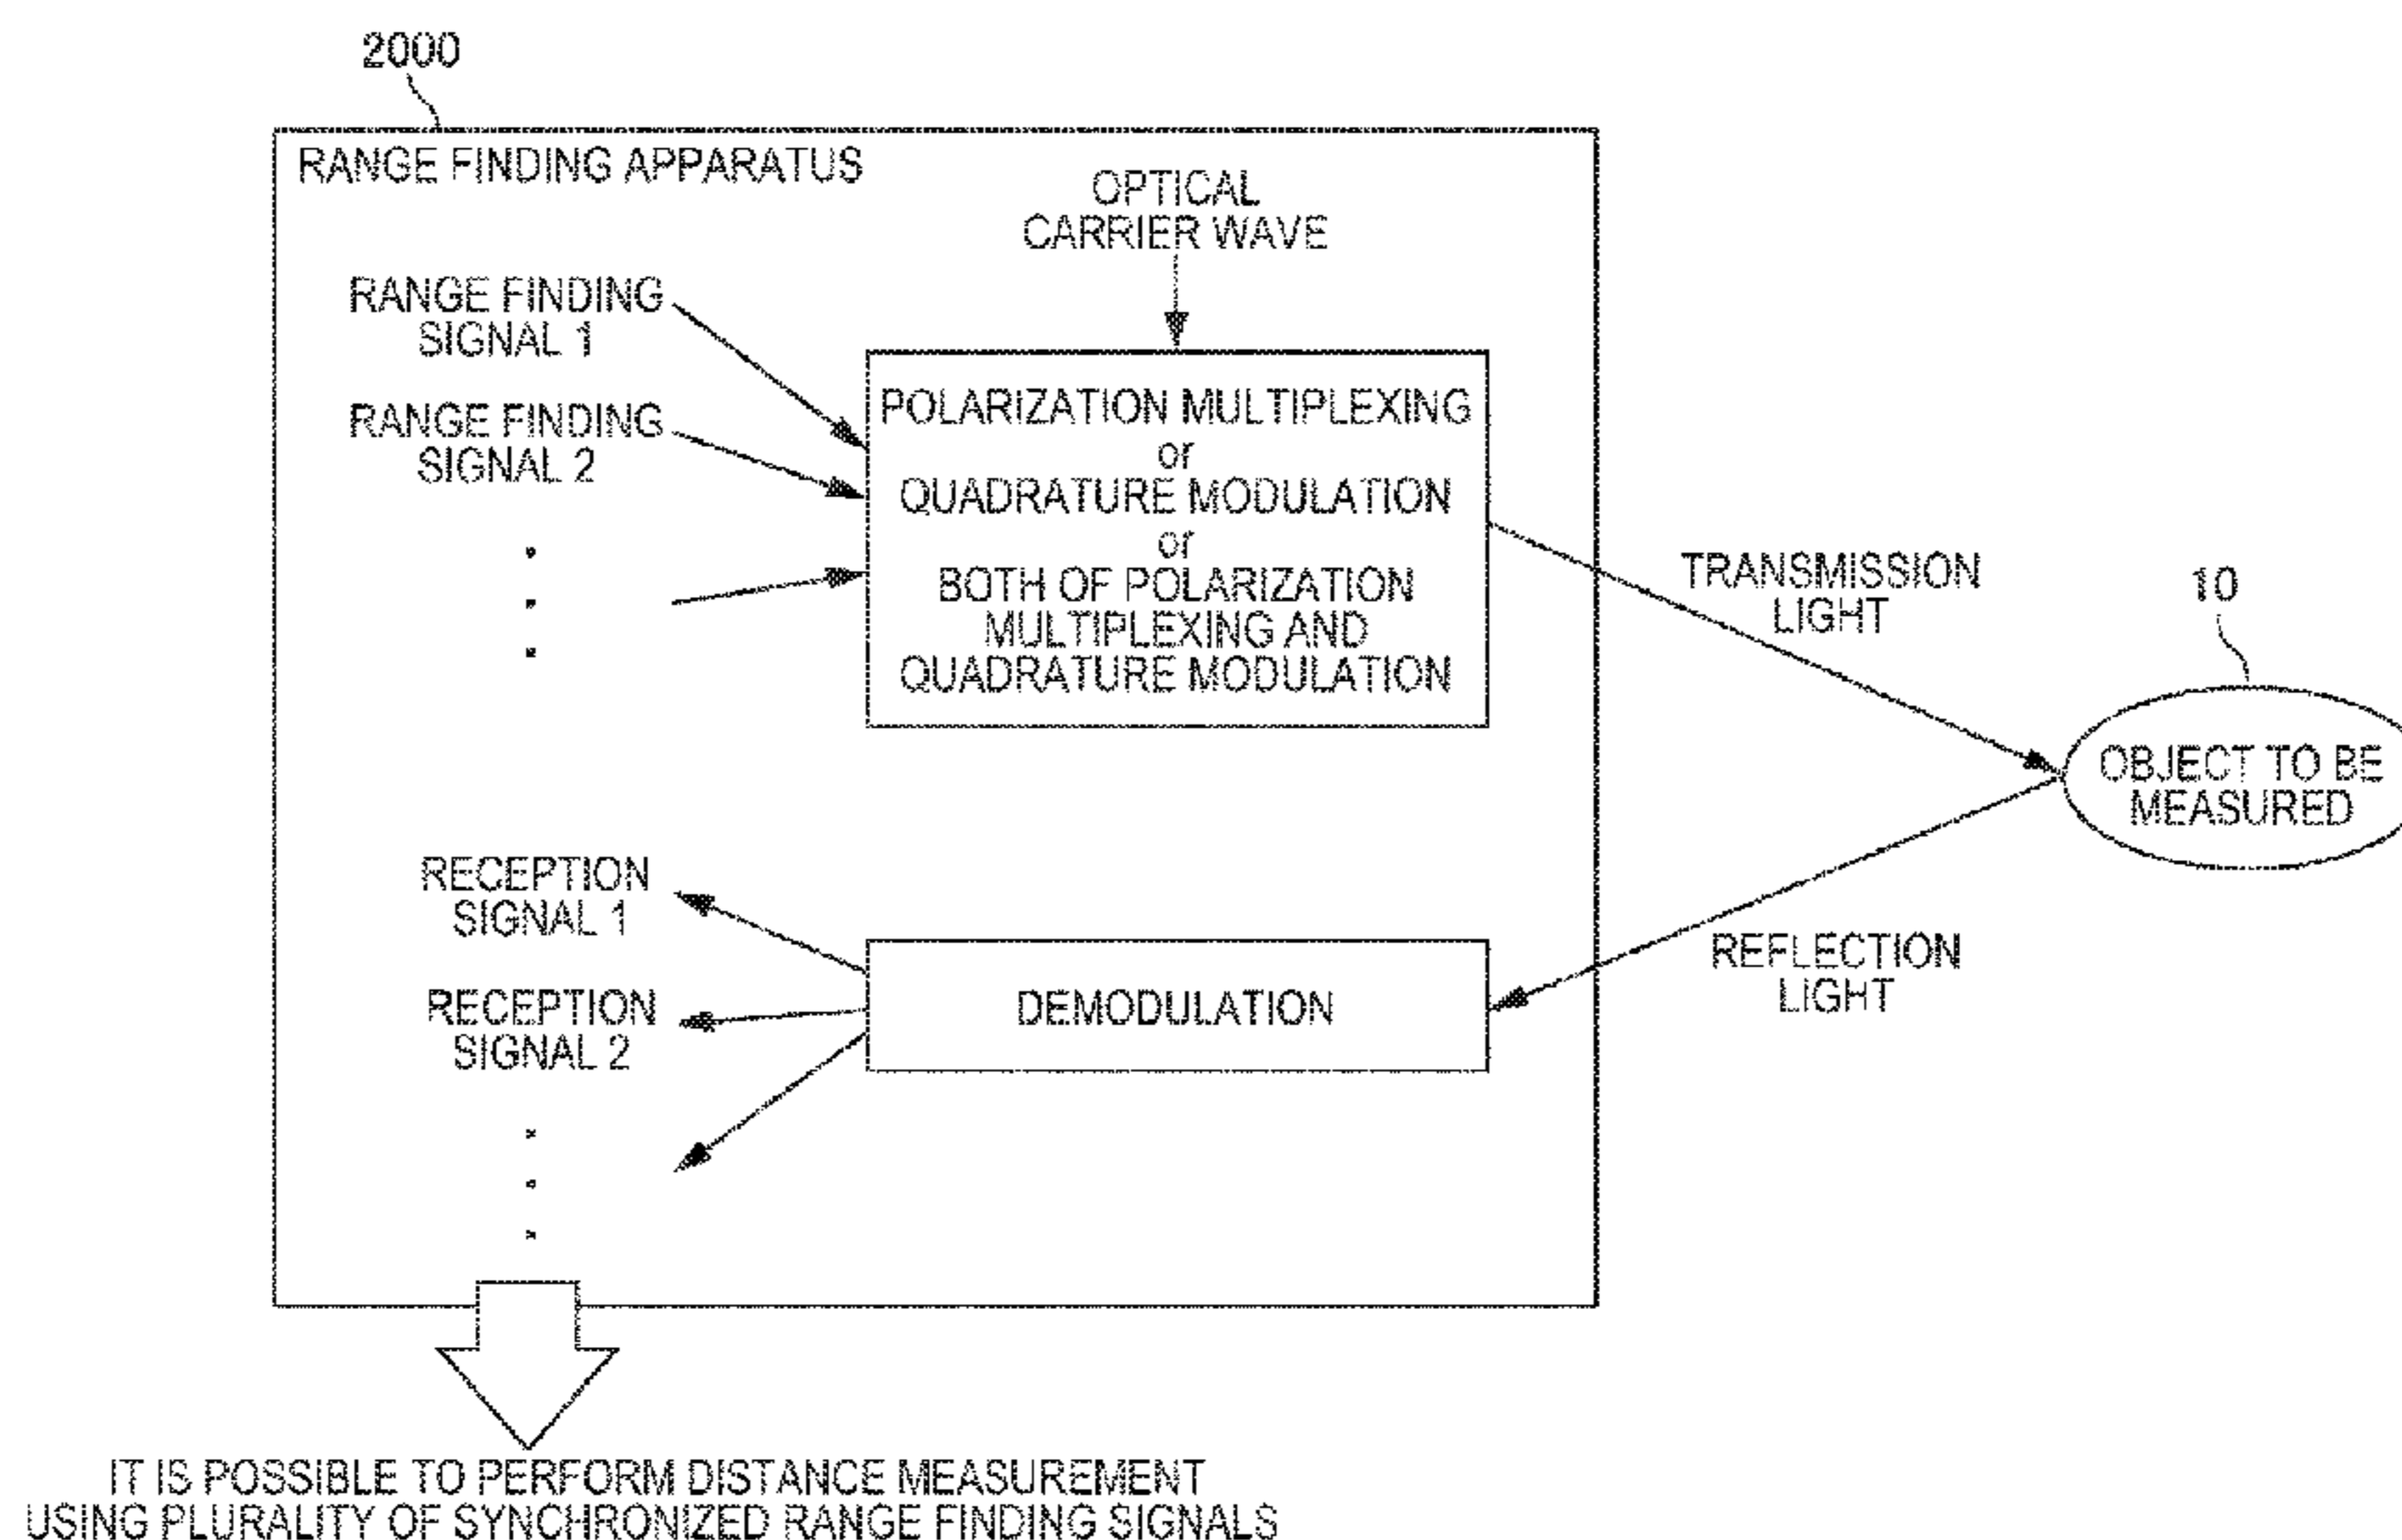 2000
RANGE FINDING APPARATUS
OPTICAL
CARRIER WAVE
RANGE FINDING
SIGNAL 1
RANGE FINDING
SIGNAL 2
POLARIZATION MULTIPLEXING
or
QUADRATURE MODULATION
or
BOTH OF POLARIZATION
MULTIPLEXING AND
QUADRATURE MODULATION
TRANSMISSION
LIGHT
10
OBJECT TO BE
MEASURED
REFLECTION
LIGHT
RECEPTION
SIGNAL 1
RECEPTION
SIGNAL 2
DEMODULATION
IT IS POSSIBLE TO PERFORM DISTANCE MEASUREMENT
USING PLURALITY OF SYNCHRONIZED RANGE FINDING SIGNALS